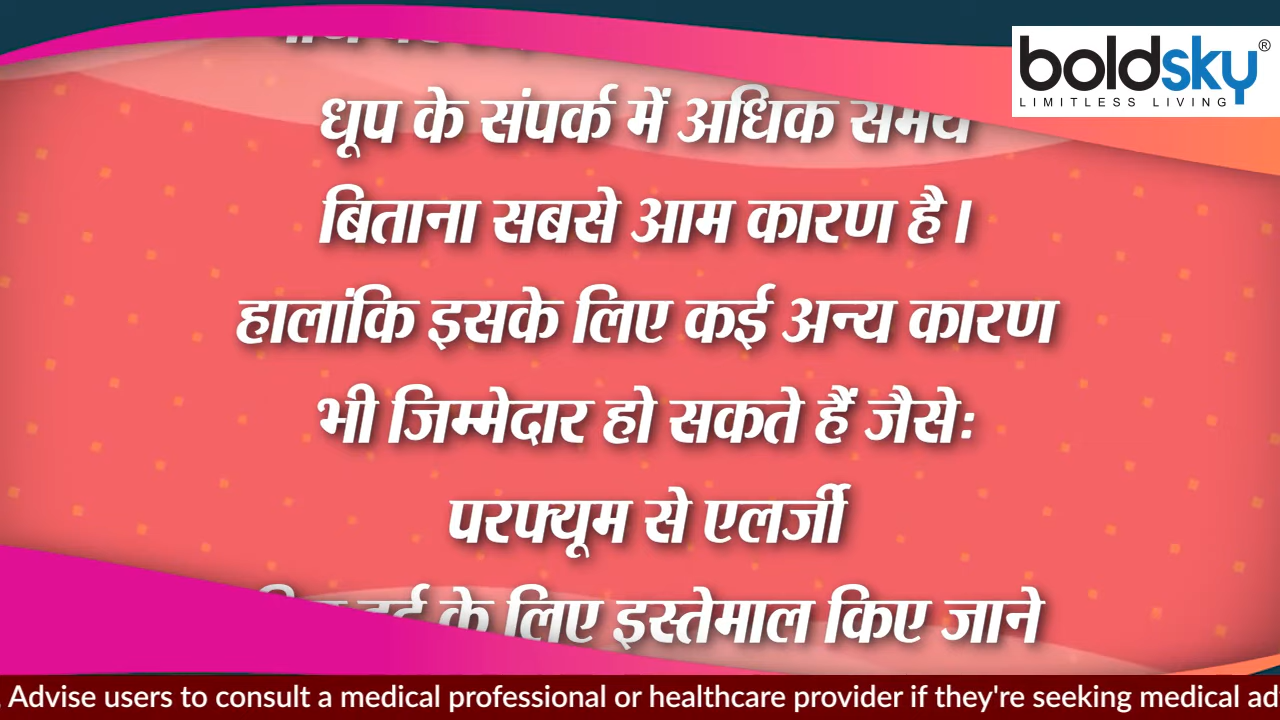 boldsky®
LIMITLESS LIVING
धूप के संपर्क में अधिक समय
बिताना सबसे आम कारण है।
हालांकि इसके लिए कई अन्य कारण
भी जिम्मेदार हो सकते हैं जैसे:
परफ्यूम से एलर्जी
के लिए इस्तेमाल किए जाने
Advise users to consult a medical professional or healthcare provider if they're seeking medical ad